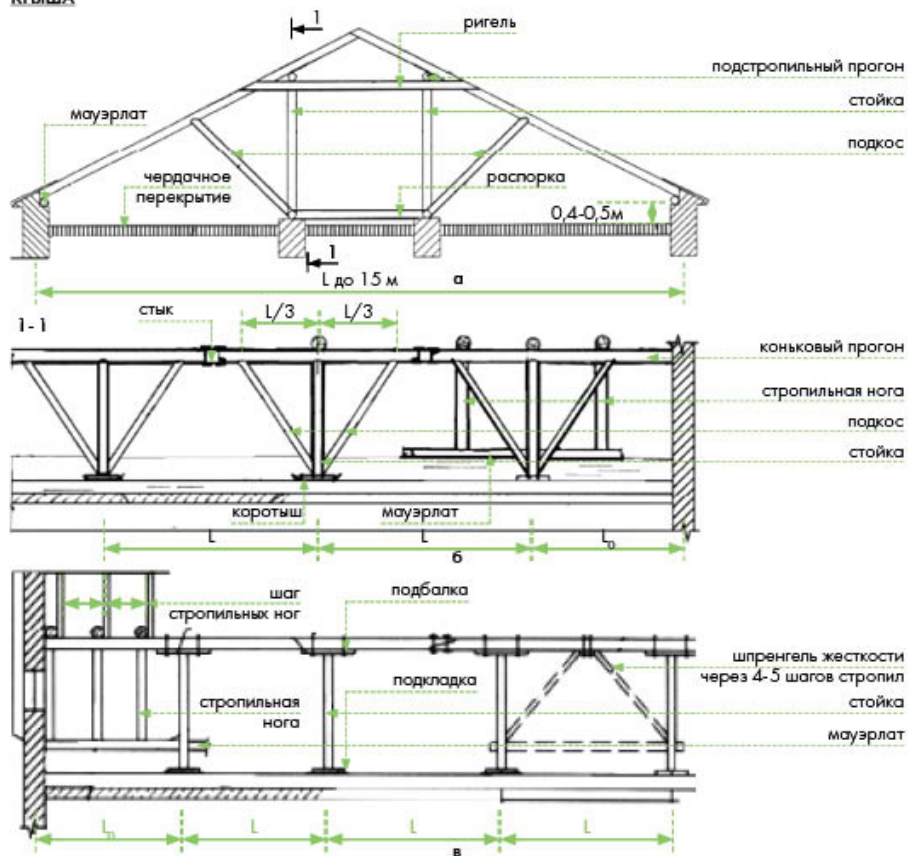 КРЫША
1
ригель
подстропильный прогон
мауэрлат
стойка
подкос
чердачное
перекрытие
распорка
0,4-0,5м
1
L до 15 м
а
1-1
стык
L/3
L/3
коньковый прогон
стропильная нога
подкос
стойка
коротыш
мауэрлат
L
L
L₀
б
шаг
стропильных ног
подбалка
шпренгель жесткости
через 4-5 шагов стропил
подкладка
стропильная
нога
стойка
мауэрлат
L
L
L
в